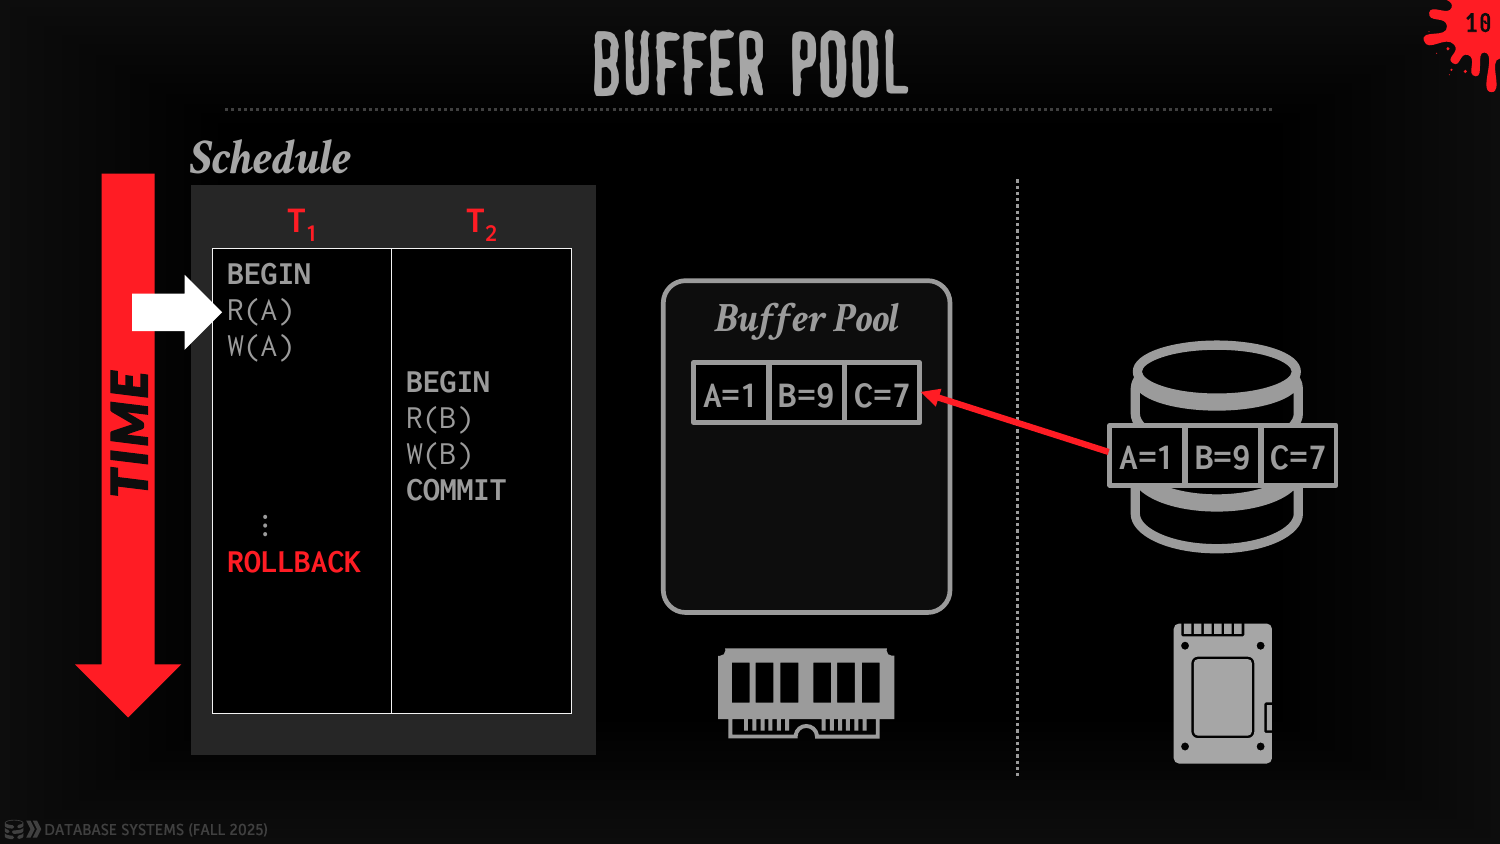 10
BUFFER POOL
Schedule
TIME
T1 T2
BEGIN
R(A)
W(A)
BEGIN
R(B)
W(B)
COMMIT
⋮
ROLLBACK
Buffer Pool
A=1 B=9 C=7
A=1 B=9 C=7
DATABASE SYSTEMS (FALL 2025)